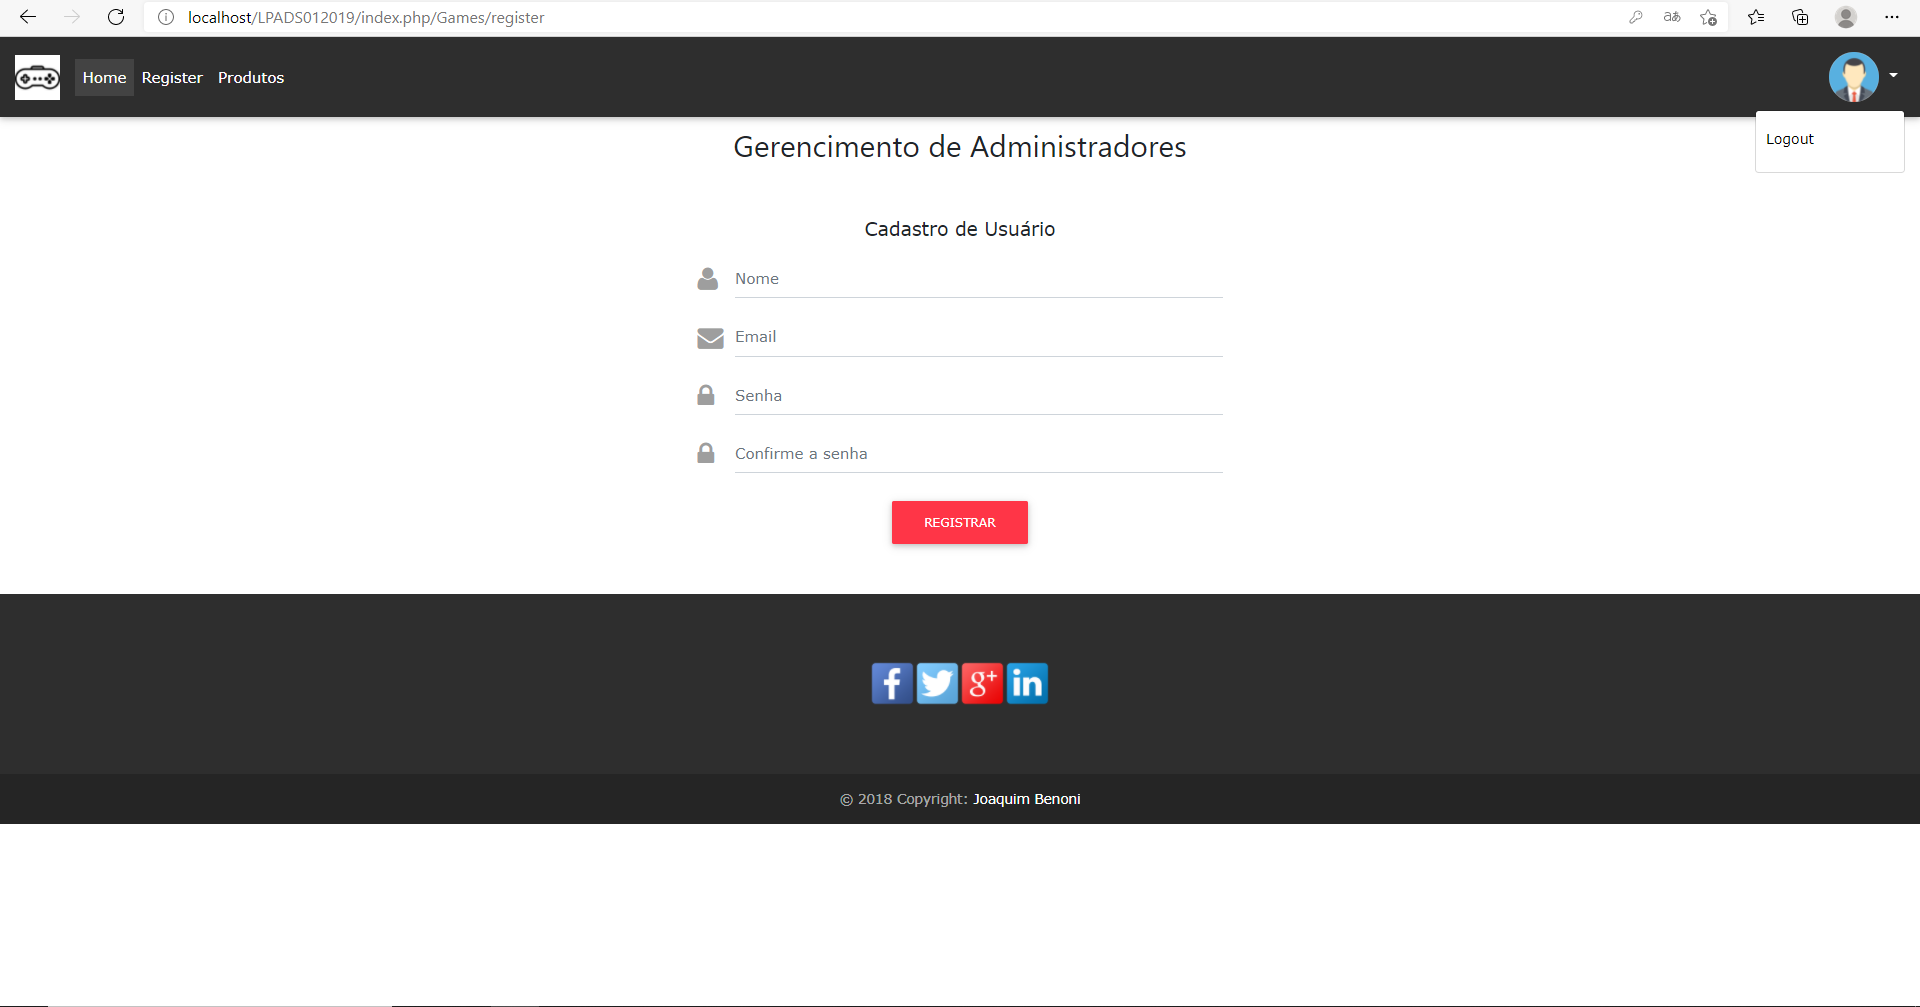 localhost/LPADS012019/index.php/Games/register
Home Register Produtos
Logout
Gerencimento de Administradores
Cadastro de Usuário
Nome
Email
Senha
Confirme a senha
REGISTRAR
© 2018 Copyright: Joaquim Benoni